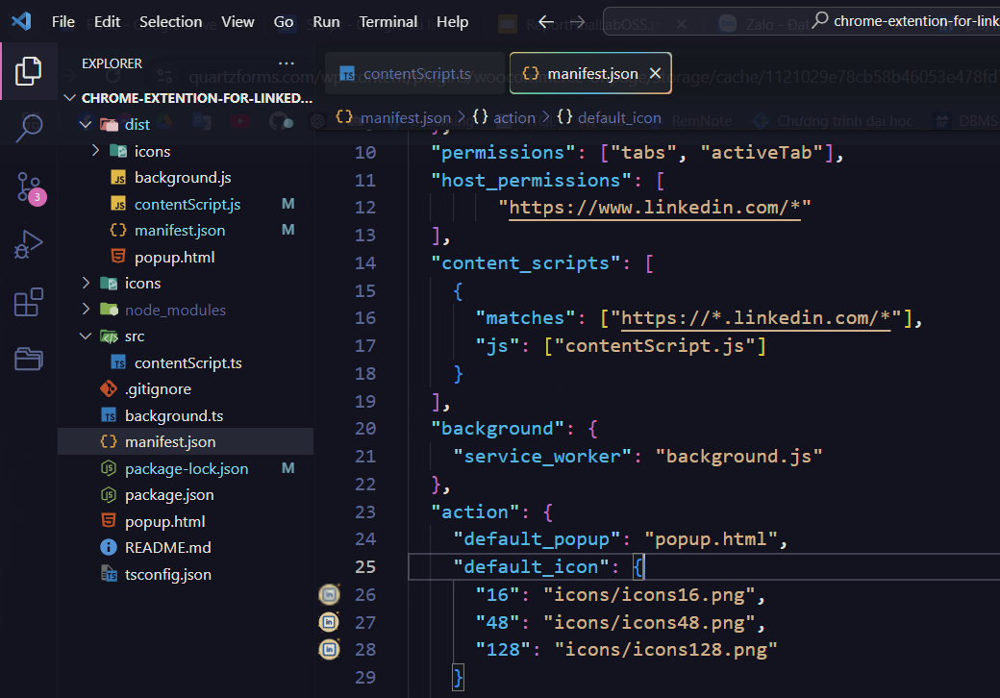 File Edit Selection View Go Run Terminal Help
chrome-extention-for-link
EXPLORER
contentScript.ts
manifest.json
CHROME-EXTENTION-FOR-LINKED...
manifest.json > {} action > {} default_icon
dist
icons
background.js
contentScript.js M
manifest.json M
popup.html
icons
node_modules
src
contentScript.ts
.gitignore
background.ts
manifest.json
package-lock.json M
package.json
popup.html
README.md
tsconfig.json
3
10 "permissions": ["tabs", "activeTab"],
11 "host_permissions": [
12 "https://www.linkedin.com/*"
13 ],
14 "content_scripts": [
15 {
16 "matches": ["https://*.linkedin.com/*"],
17 "js": ["contentScript.js"]
18 }
19 ],
20 "background": {
21 "service_worker": "background.js"
22 },
23 "action": {
24 "default_popup": "popup.html",
25 "default_icon": {
26 "16": "icons/icons16.png",
27 "48": "icons/icons48.png",
28 "128": "icons/icons128.png"
29 }